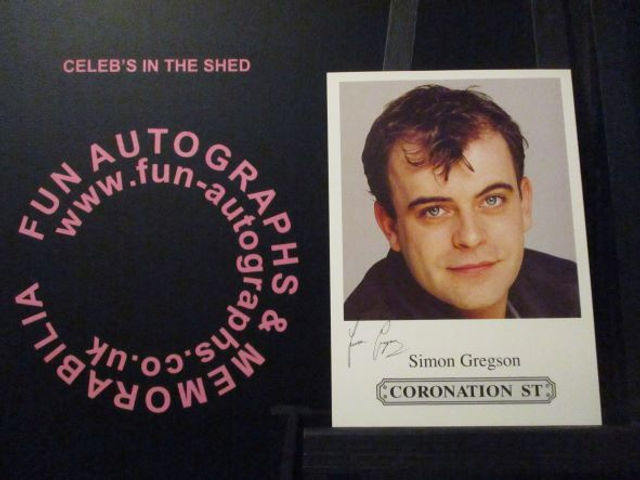 CELEB'S IN THE SHED
FUN AUTOGRAPHS & MEMORABILIA
www.fun-autographs.co.uk
Simon Gregson
CORONATION ST